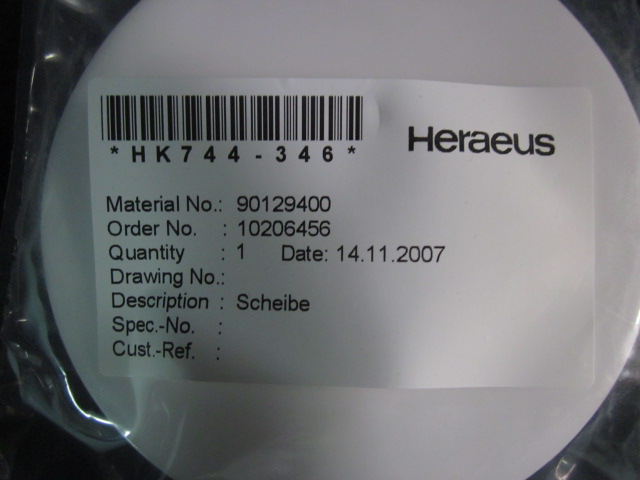 *HK744-346*
Heraeus
Material No.: 90129400
Order No. : 10206456
Quantity : 1 Date: 14.11.2007
Drawing No.:
Description : Scheibe
Spec.-No. :
Cust.-Ref. :